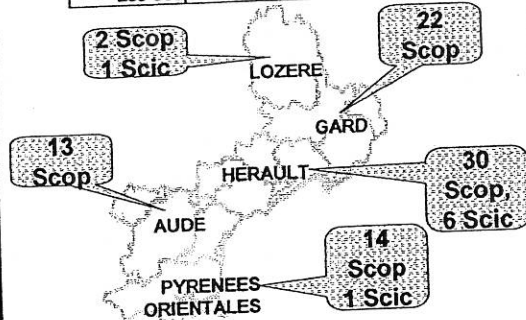 2 Scop
1 Scic
22
Scop
LOZERE
GARD
13
Scop
HERAULT
30
Scop,
6 Scic
AUDE
14
Scop
1 Scic
PYRENEES
ORIENTALES